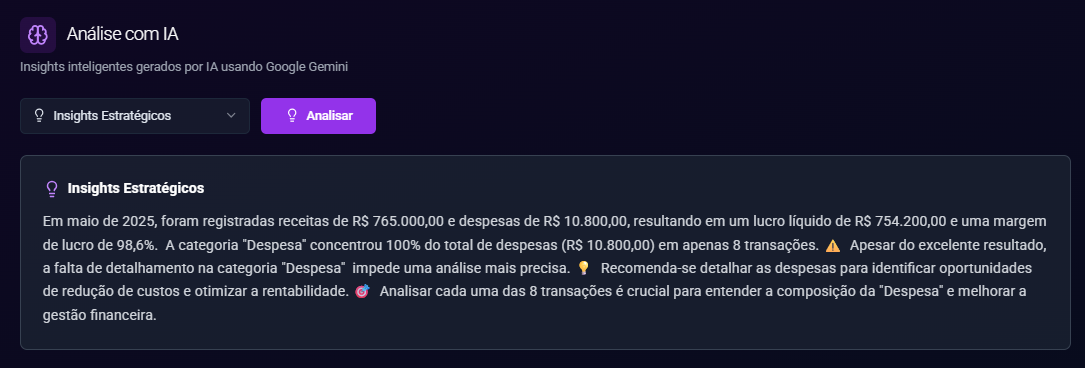 Análise com IA
Insights inteligentes gerados por IA usando Google Gemini
Insights Estratégicos
Analisar
Insights Estratégicos
Em maio de 2025, foram registradas receitas de R$ 765.000,00 e despesas de R$ 10.800,00, resultando em um lucro líquido de R$ 754.200,00 e uma margem
de lucro de 98,6%. A categoria "Despesa" concentrou 100% do total de despesas (R$ 10.800,00) em apenas 8 transações. ⚠️ Apesar do excelente resultado,
a falta de detalhamento na categoria "Despesa" impede uma análise mais precisa. 💡 Recomenda-se detalhar as despesas para identificar oportunidades
de redução de custos e otimizar a rentabilidade. 🎯 Analisar cada uma das 8 transações é crucial para entender a composição da "Despesa" e melhorar a
gestão financeira.